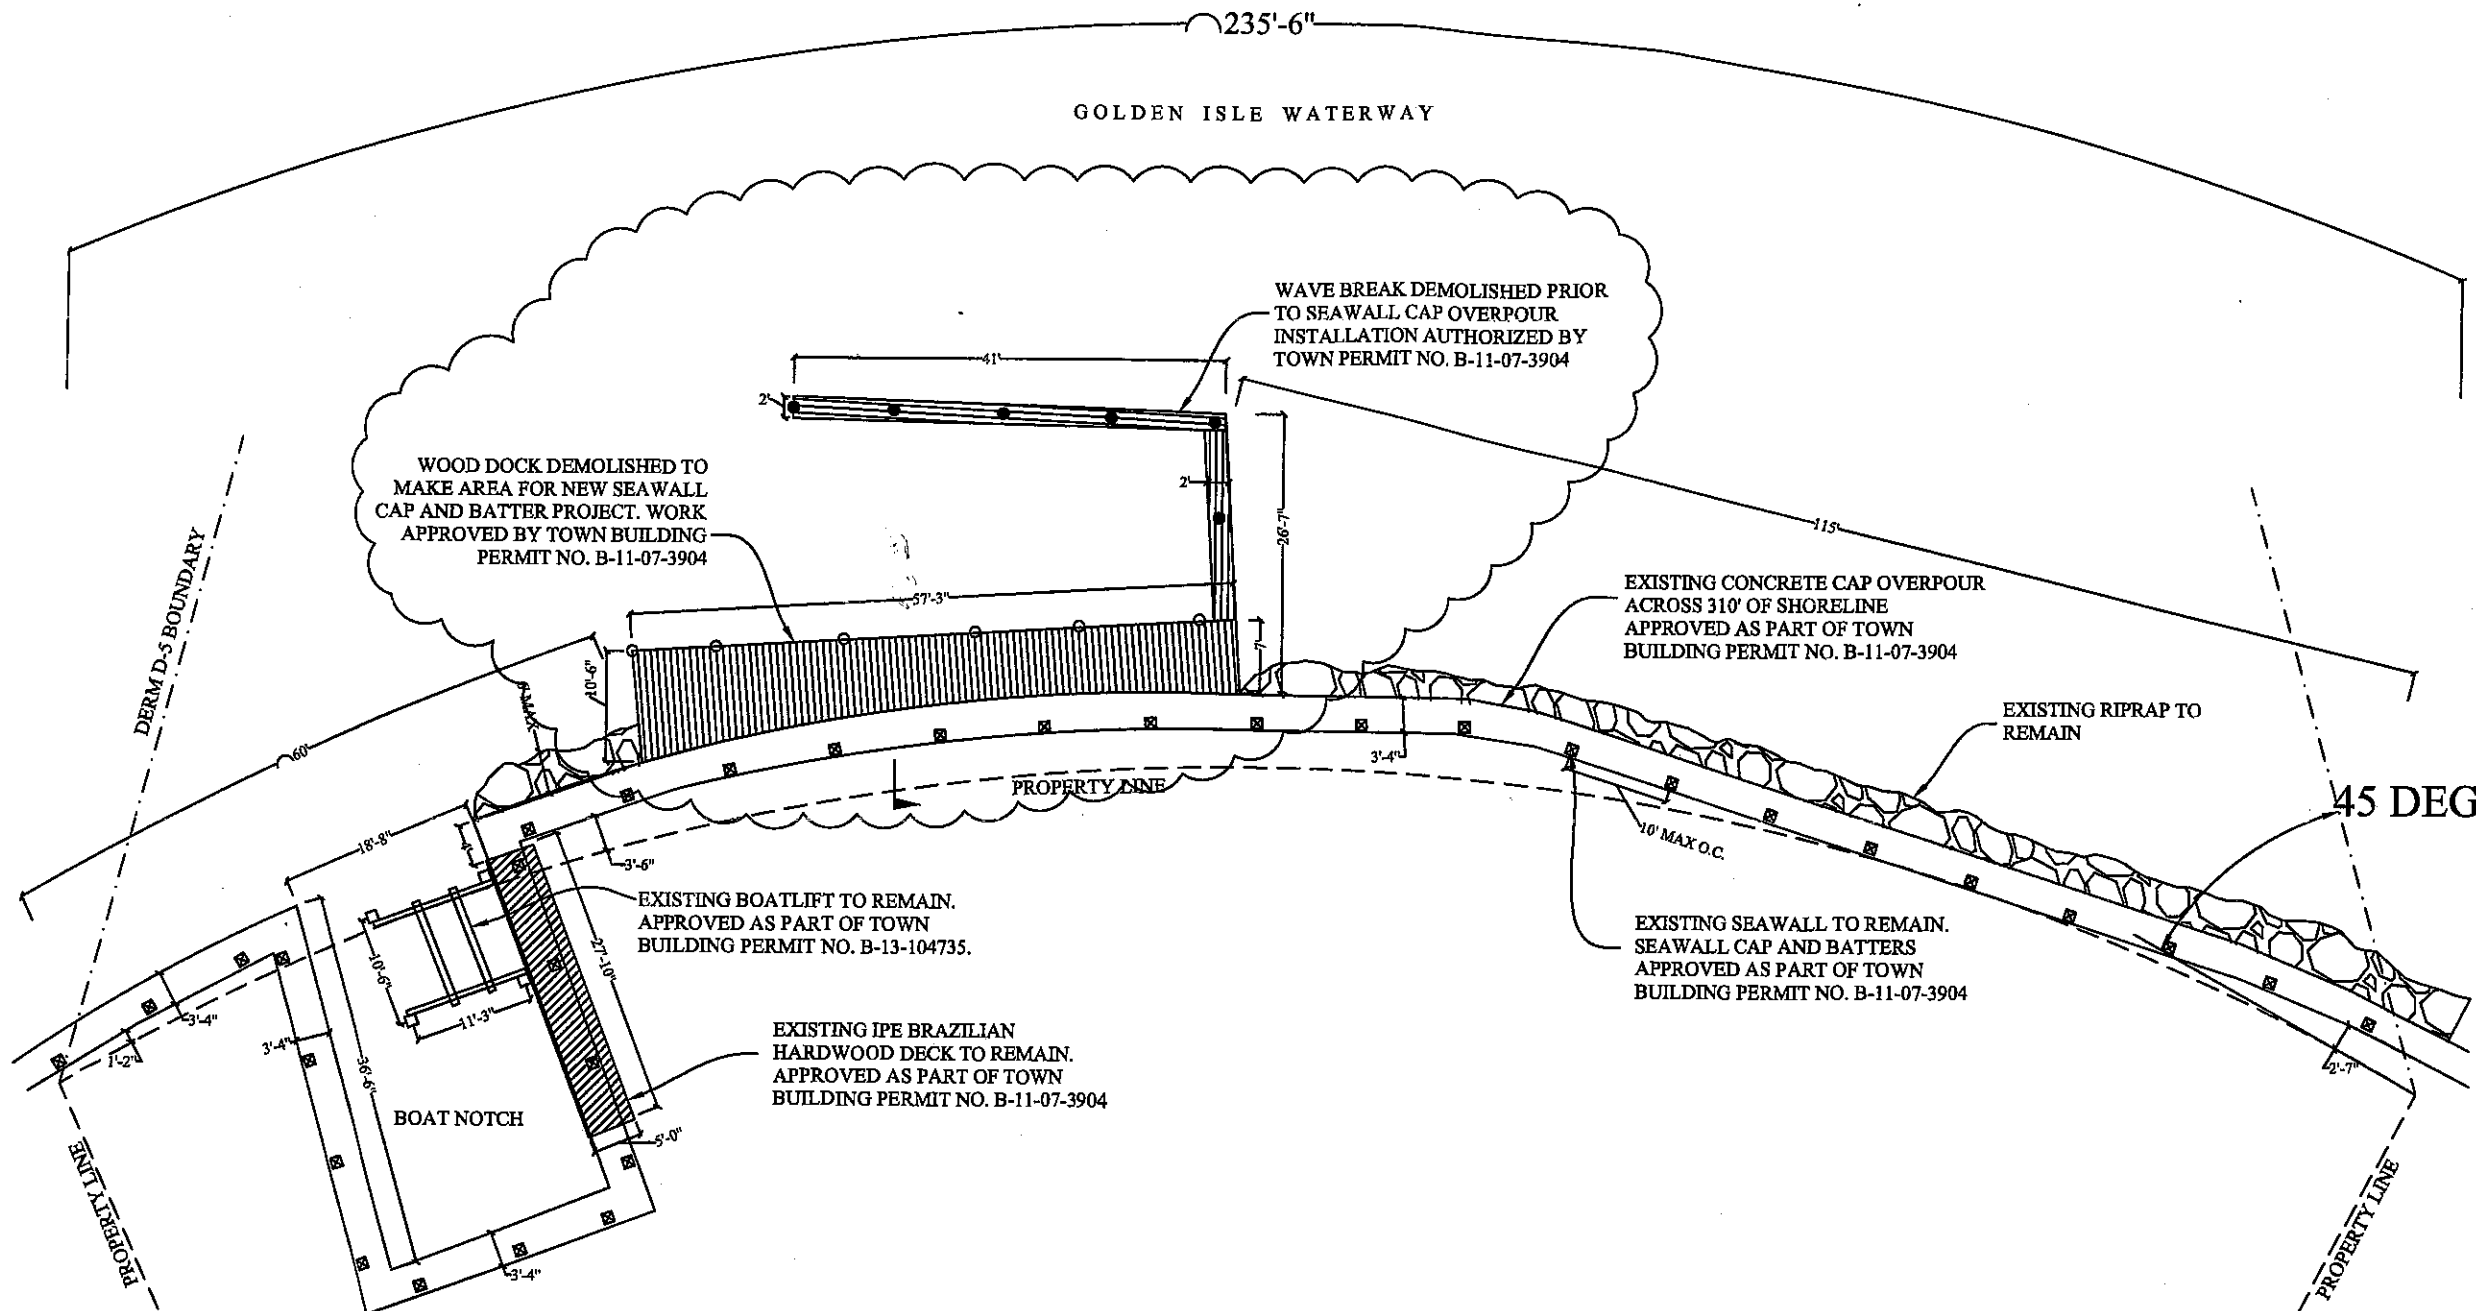 235'-6"
GOLDEN ISLE WATERWAY
WAVE BREAK DEMOLISHED PRIOR
TO SEAWALL CAP OVERPOUR
INSTALLATION AUTHORIZED BY
TOWN PERMIT NO. B-11-07-3904
41'
2'
WOOD DOCK DEMOLISHED TO
MAKE AREA FOR NEW SEAWALL
CAP AND BATTER PROJECT. WORK
APPROVED BY TOWN BUILDING
PERMIT NO. B-11-07-3904
2'
26'-7"
115'
DERM D-5 BOUNDARY
57'-3"
EXISTING CONCRETE CAP OVERPOUR
ACROSS 310' OF SHORELINE
APPROVED AS PART OF TOWN
BUILDING PERMIT NO. B-11-07-3904
7'
10'-6"
60'
EXISTING RIPRAP TO
REMAIN
3'-4"
PROPERTY LINE
45 DEG
10' MAX O.C.
18'-8"
4'
3'-6"
EXISTING BOATLIFT TO REMAIN.
APPROVED AS PART OF TOWN
BUILDING PERMIT NO. B-13-104735.
27'-10"
10'-6"
11'-3"
EXISTING SEAWALL TO REMAIN.
SEAWALL CAP AND BATTERS
APPROVED AS PART OF TOWN
BUILDING PERMIT NO. B-11-07-3904
3'-4"
1'-2"
3'-4"
36'-6"
EXISTING IPE BRAZILIAN
HARDWOOD DECK TO REMAIN.
APPROVED AS PART OF TOWN
BUILDING PERMIT NO. B-11-07-3904
2'-7"
BOAT NOTCH
5'-0"
PROPERTY LINE
3'-4"
PROPERTY LINE